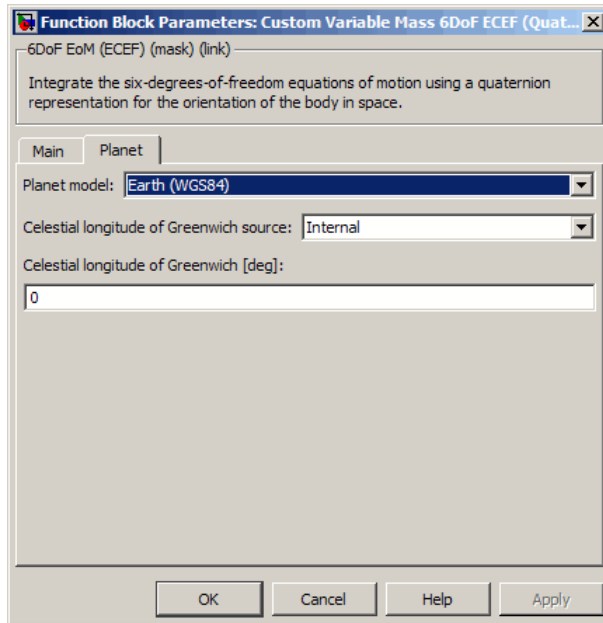 Function Block Parameters: Custom Variable Mass 6DoF ECEF (Quat...
6DoF EoM (ECEF) (mask) (link)
Integrate the six-degrees-of-freedom equations of motion using a quaternion
representation for the orientation of the body in space.
Main Planet
Planet model: Earth (WGS84)
Celestial longitude of Greenwich source: Internal
Celestial longitude of Greenwich [deg]:
0
OK Cancel Help Apply